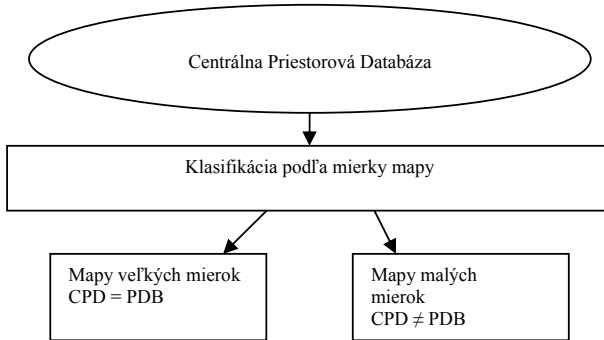 Centrálna Priestorová Databáza
Klasifikácia podľa mierky mapy
Mapy veľkých mierok
CPD = PDB
Mapy malých
mierok
CPD ≠ PDB